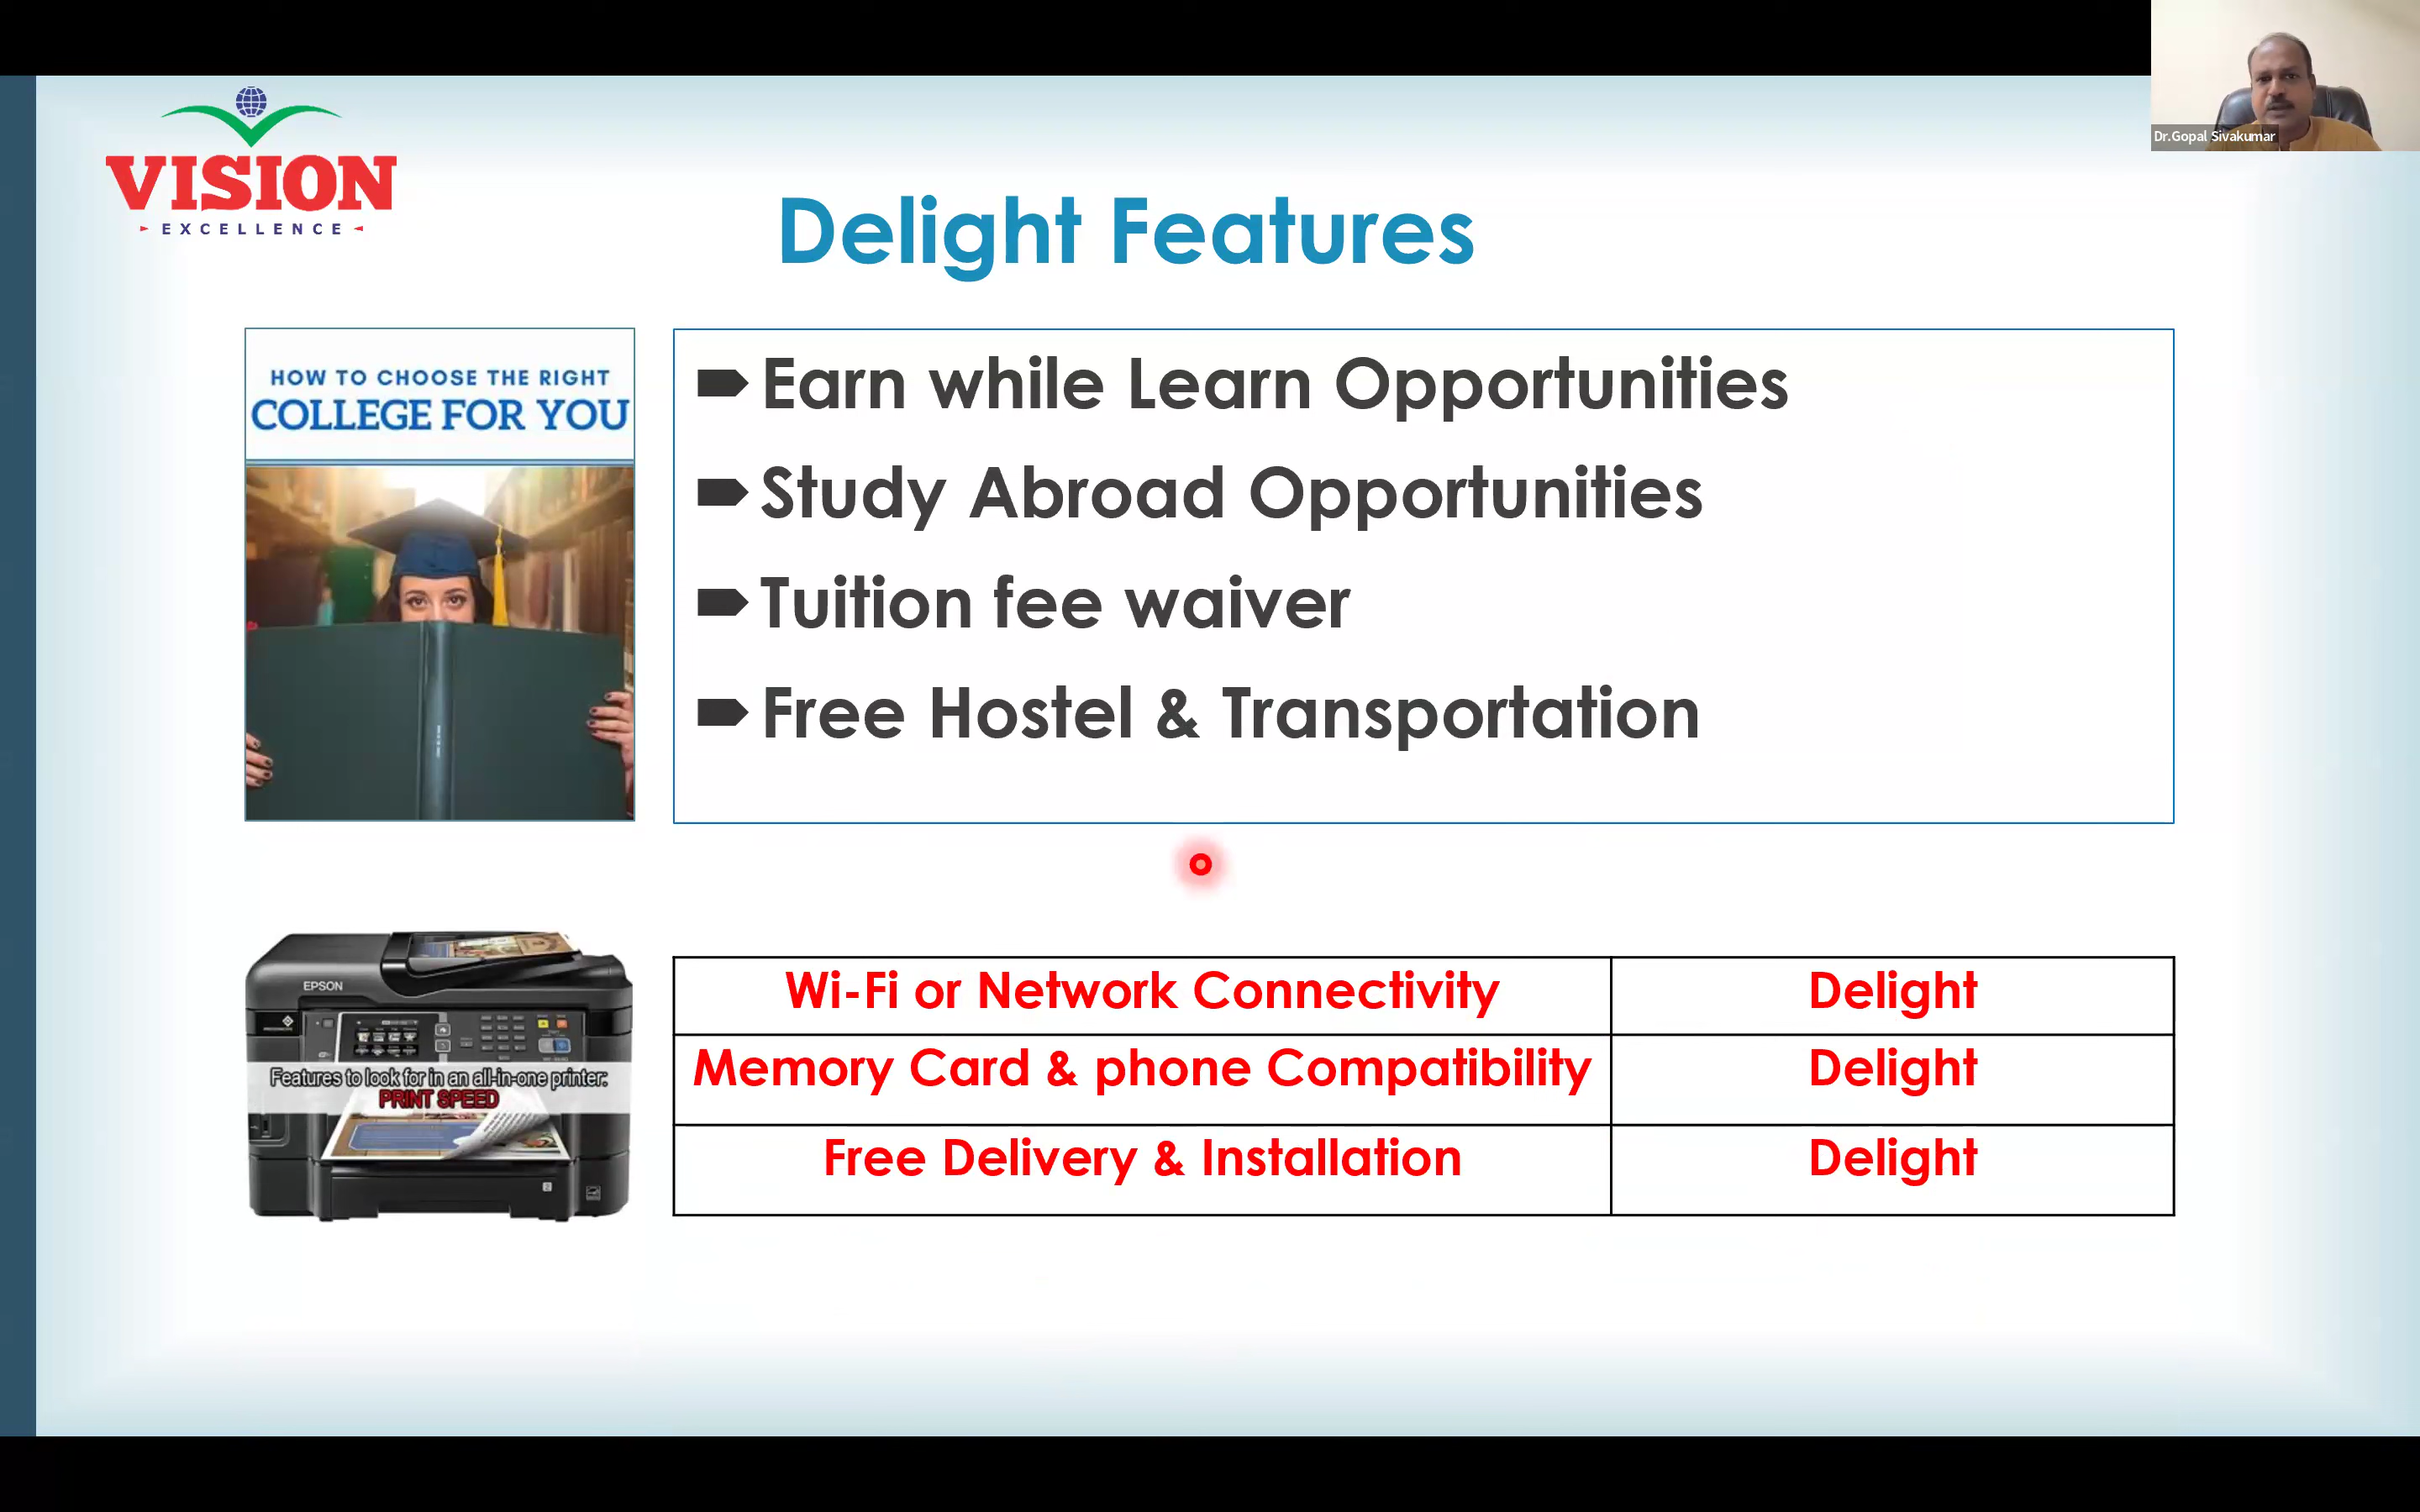 Dr.Gopal Sivakumar
VISION
EXCELLENCE
Delight Features
HOW TO CHOOSE THE RIGHT
COLLEGE FOR YOU
Earn while Learn Opportunities
Study Abroad Opportunities
Tuition fee waiver
Free Hostel & Transportation
EPSON
Features to look for in an all-in-one printer:
PRINT SPEED
Wi-Fi or Network Connectivity Delight
Memory Card & phone Compatibility Delight
Free Delivery & Installation Delight